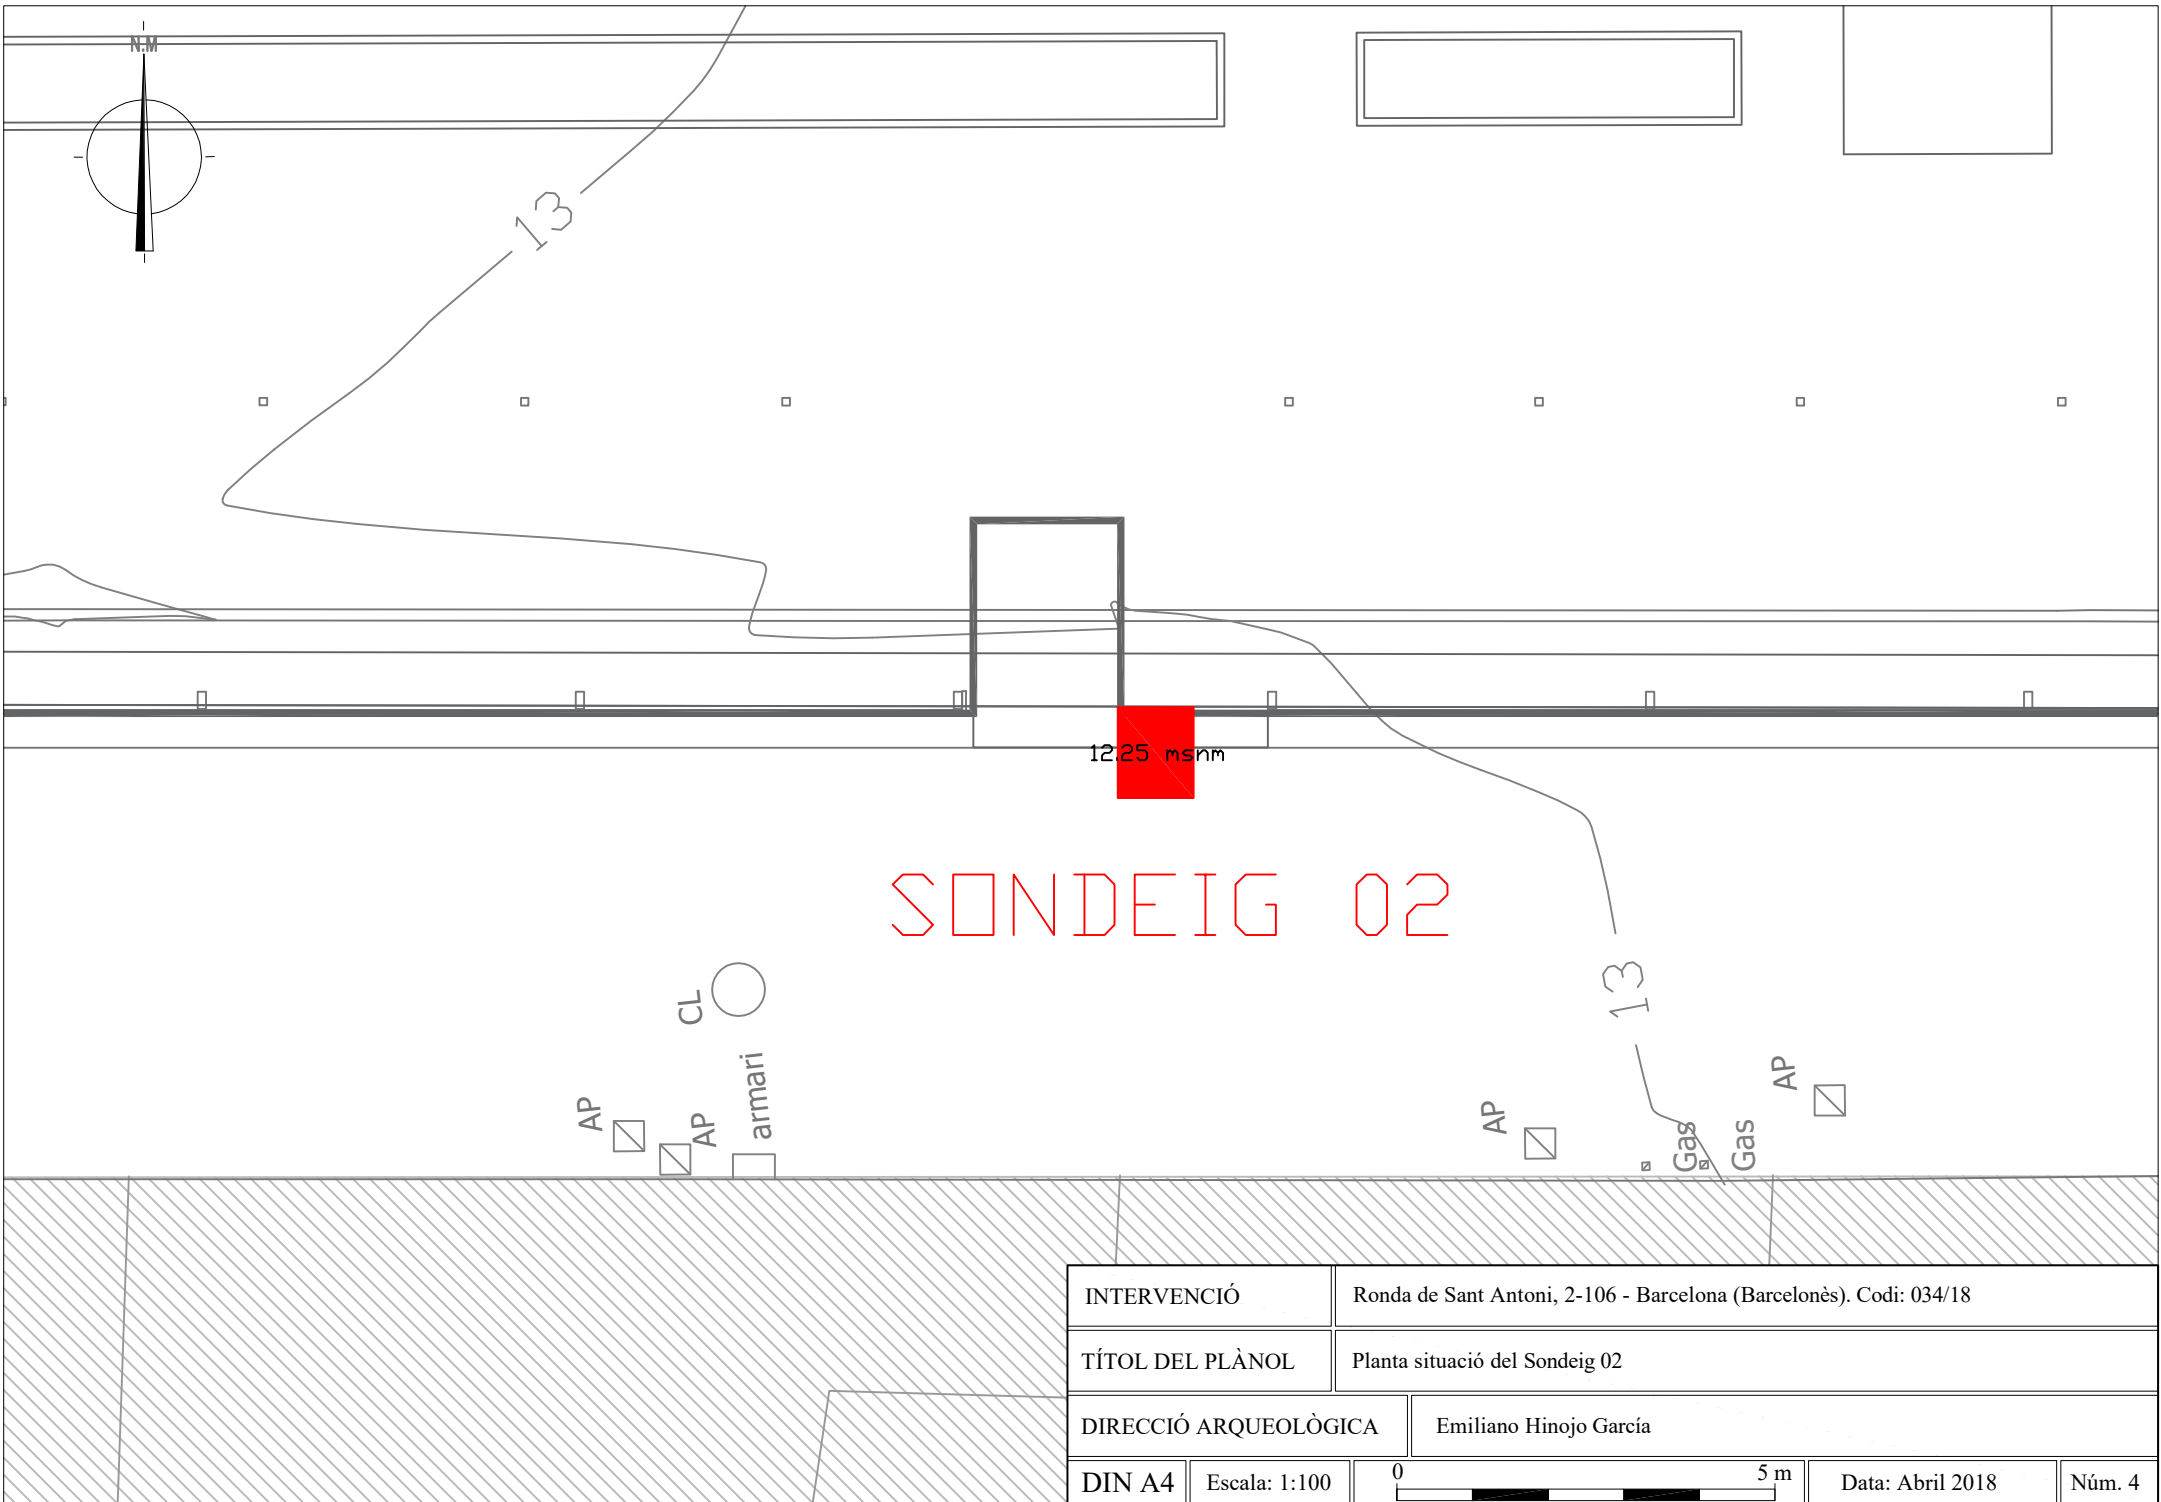 N.M
13
12.25 msnm
SONDEIG 02
13
CL
armari
AP
AP
AP
Gas
Gas
AP
INTERVENCIÓ
Ronda de Sant Antoni, 2-106 - Barcelona (Barcelonès). Codi: 034/18
TÍTOL DEL PLÀNOL
Planta situació del Sondeig 02
DIRECCIÓ ARQUEOLÒGICA
Emiliano Hinojo García
DIN A4
Escala: 1:100
0
5 m
Data: Abril 2018
Núm. 4